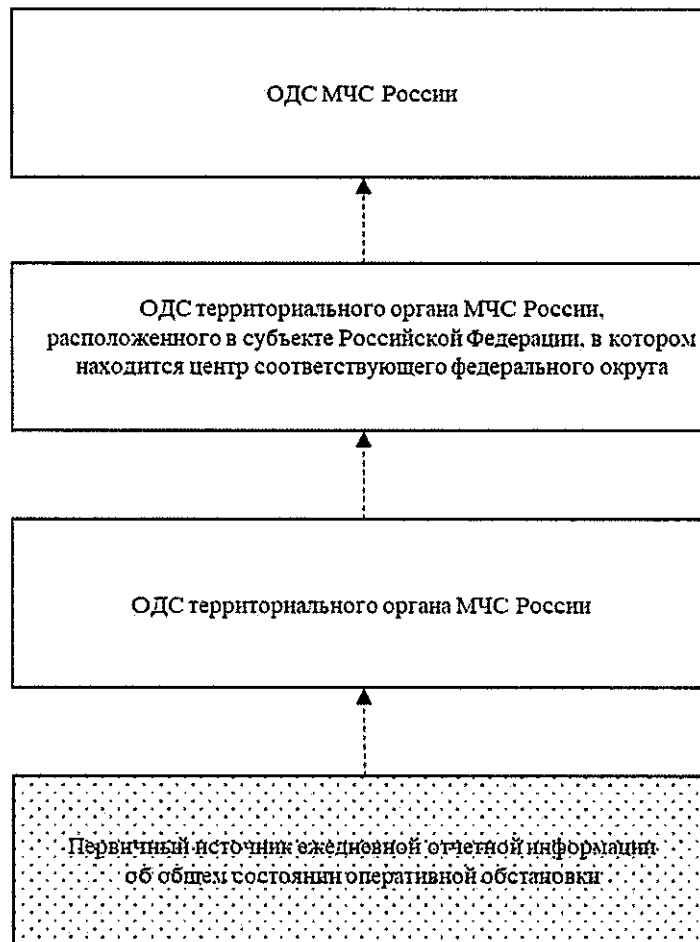 ОДС МЧС России
ОДС территориального органа МЧС России,
расположенного в субъекте Российской Федерации, в котором
находится центр соответствующего федерального округа
ОДС территориального органа МЧС России
Первичный источник ежедневной отчетной информации
об общем состоянии оперативной обстановки